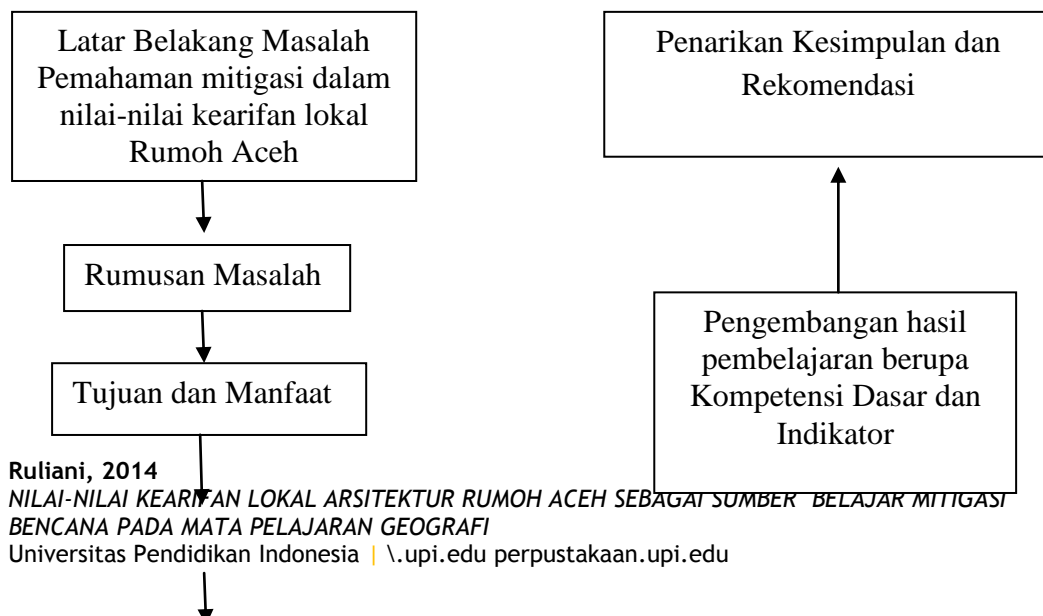 Latar Belakang Masalah
Pemahaman mitigasi dalam
nilai-nilai kearifan lokal
Rumoh Aceh
Rumusan Masalah
Tujuan dan Manfaat
Penarikan Kesimpulan dan
Rekomendasi
Pengembangan hasil
pembelajaran berupa
Kompetensi Dasar dan
Indikator
Ruliani, 2014
NILAI-NILAI KEARIFAN LOKAL ARSITEKTUR RUMOH ACEH SEBAGAI SUMBER BELAJAR MITIGASI
BENCANA PADA MATA PELAJARAN GEOGRAFI
Universitas Pendidikan Indonesia | \.upi.edu perpustakaan.upi.edu